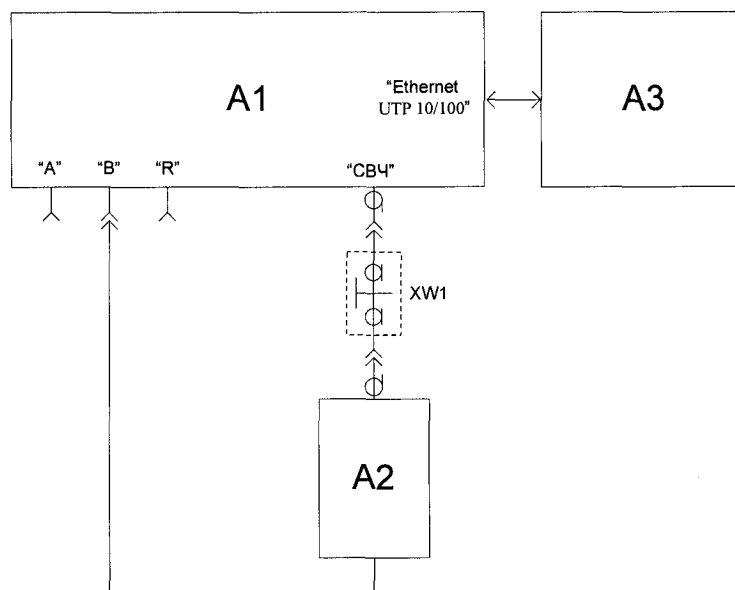 A1
“Ethernet
UTP 10/100”
A3
“A” “B” “R” “СВЧ”
XW1
A2